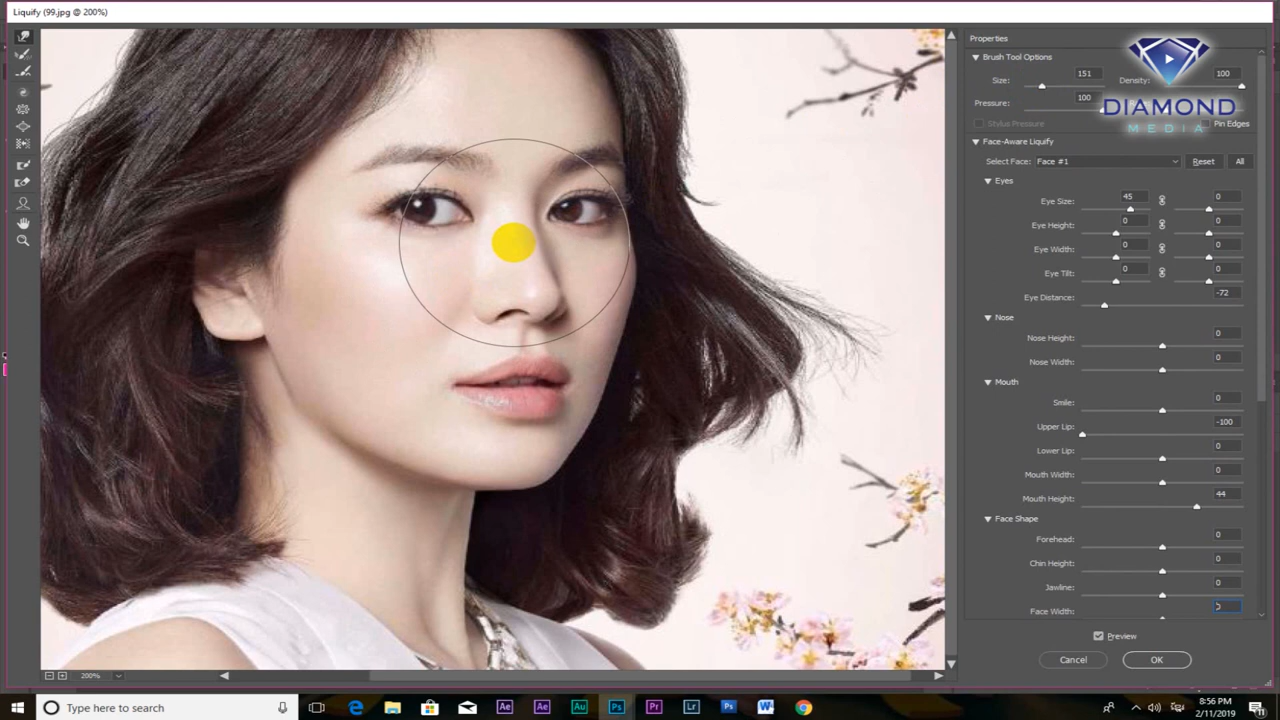 Liquify (99.jpg @ 200%)
Properties
Brush Tool Options
Size: 151 Density: 100
Pressure: 100
Stylus Pressure Pin Edges
DIAMOND
MEDIA
Face-Aware Liquify
Select Face: Face #1 Reset All
Eyes
Eye Size: 45 0
Eye Height: 0 0
Eye Width: 0 0
Eye Tilt: 0 0
Eye Distance: -72
Nose
Nose Height: 0
Nose Width: 0
Mouth
Smile: 0
Upper Lip: -100
Lower Lip: 0
Mouth Width: 0
Mouth Height: 44
Face Shape
Forehead: 0
Chin Height: 0
Jawline: 0
Face Width:
Preview
Cancel OK
200%
Type here to search
Ae Ae Au Ps Pr Lr Ps W
8:56 PM
2/11/2019